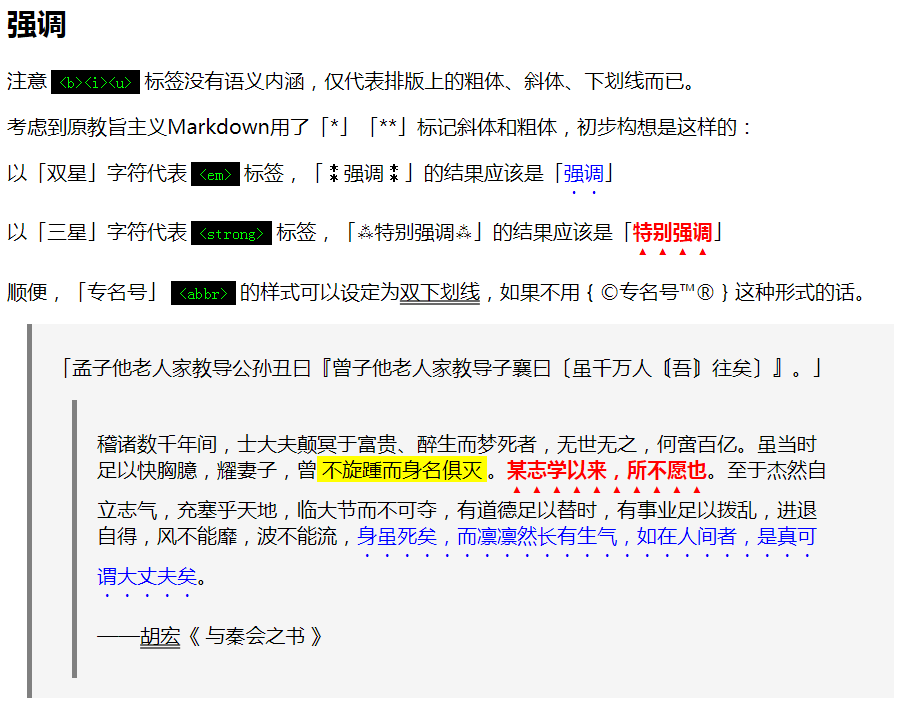 强调
注意 <b><i><u> 标签没有语义内涵，仅代表排版上的粗体、斜体、下划线而已。
考虑到原教旨主义Markdown用了「*」「**」标记斜体和粗体，初步构想是这样的：
以「双星」字符代表 <em> 标签，「⁑强调⁑」的结果应该是「强调」
以「三星」字符代表 <strong> 标签，「⁂特别强调⁂」的结果应该是「特别强调」
顺便，「专名号」 <abbr> 的样式可以设定为双下划线，如果不用｛©专名号™®｝这种形式的话。
「孟子他老人家教导公孙丑曰『曾子他老人家教导子襄曰〔虽千万人〘吾〙往矣〕』。」
稽诸数千年间，士大夫颠冥于富贵、醉生而梦死者，无世无之，何啻百亿。虽当时
足以快胸臆，耀妻子，曾不旋踵而身名俱灭。某志学以来，所不愿也。至于杰然自
立志气，充塞乎天地，临大节而不可夺，有道德足以替时，有事业足以拨乱，进退
自得，风不能靡，波不能流，身虽死矣，而凛凛然长有生气，如在人间者，是真可
谓大丈夫矣。
——胡宏《与秦会之书》